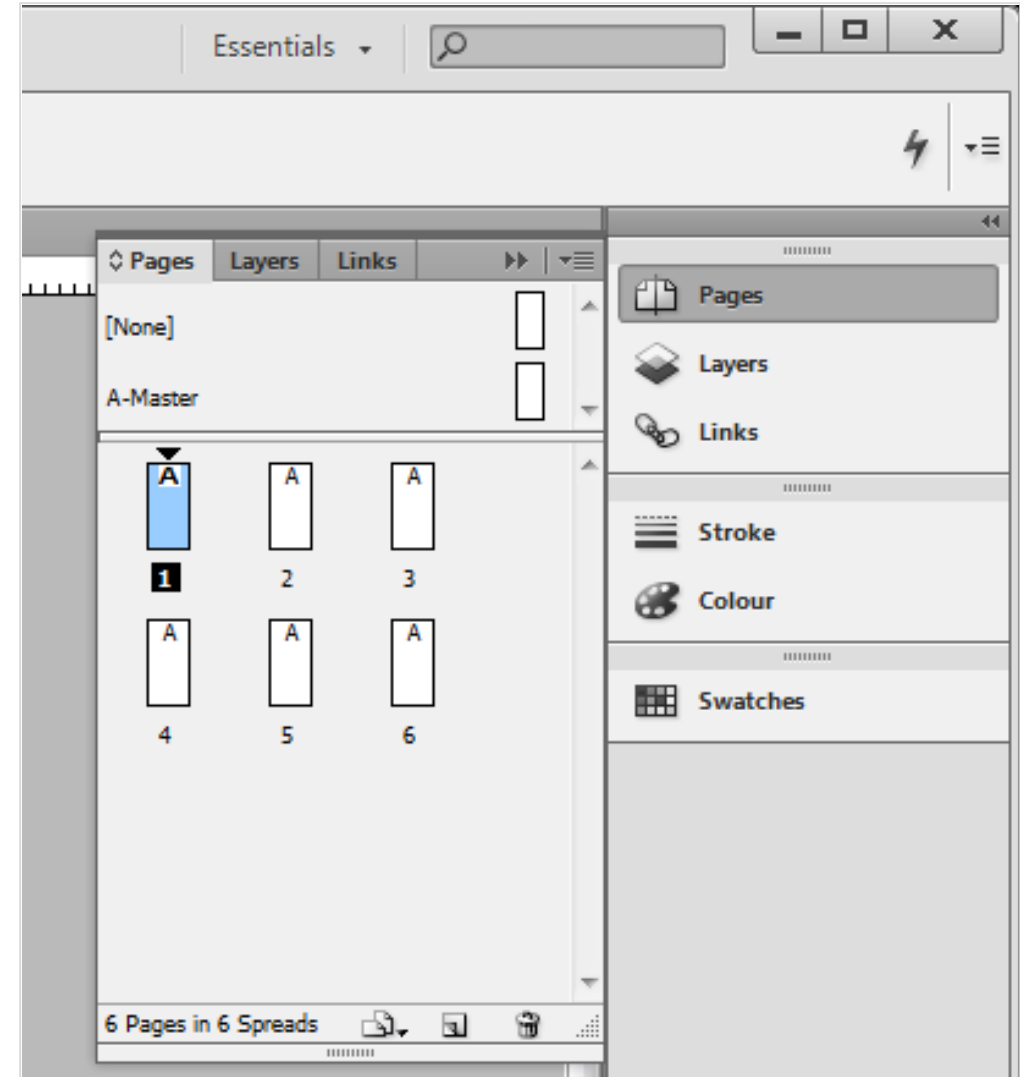 Essentials
Pages Layers Links
[None]
A-Master
A A A
1 2 3
A A A
4 5 6
6 Pages in 6 Spreads
Pages
Layers
Links
Stroke
Colour
Swatches